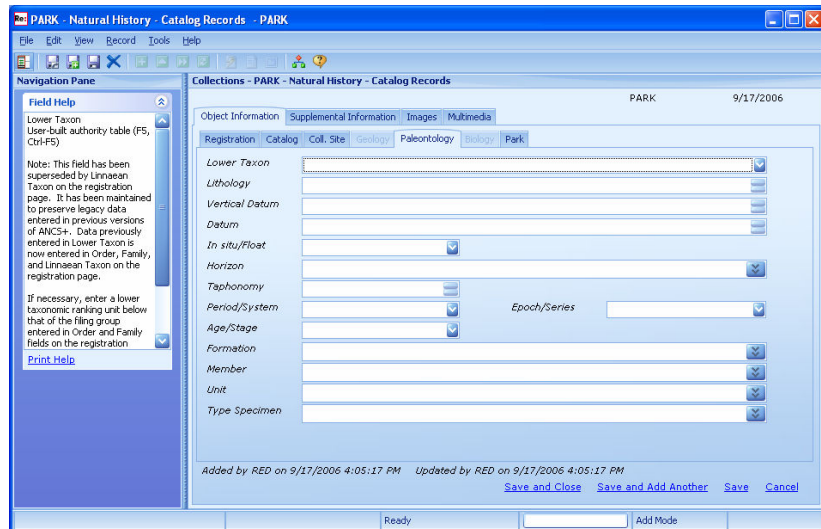 Re: PARK - Natural History - Catalog Records - PARK
File Edit View Record Tools Help
Navigation Pane
Collections - PARK - Natural History - Catalog Records
PARK 9/17/2006
Field Help
Lower Taxon
User-built authority table (F5,
Ctrl-F5)
Note: This field has been
superseded by Linnaean
Taxon on the registration
page. It has been maintained
to preserve legacy data
entered in previous versions
of ANCS+. Data previously
entered in Lower Taxon is
now entered in Order, Family,
and Linnaean Taxon on the
registration page.
If necessary, enter a lower
taxonomic ranking unit below
that of the filing group
entered in Order and Family
fields on the registration
Print Help
Object Information Supplemental Information Images Multimedia
Registration Catalog Coll. Site Geology Paleontology Biology Park
Lower Taxon
Lithology
Vertical Datum
Datum
In situ/Float
Horizon
Taphonomy
Period/System Epoch/Series
Age/Stage
Formation
Member
Unit
Type Specimen
Added by RED on 9/17/2006 4:05:17 PM Updated by RED on 9/17/2006 4:05:17 PM
Save and Close Save and Add Another Save Cancel
Ready Add Mode